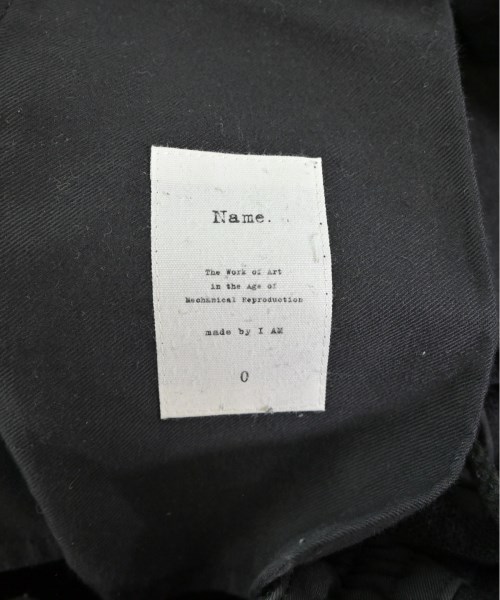 Name.
The Work of Art
in the Age of
Mechanical Reproduction
made by I AM
0